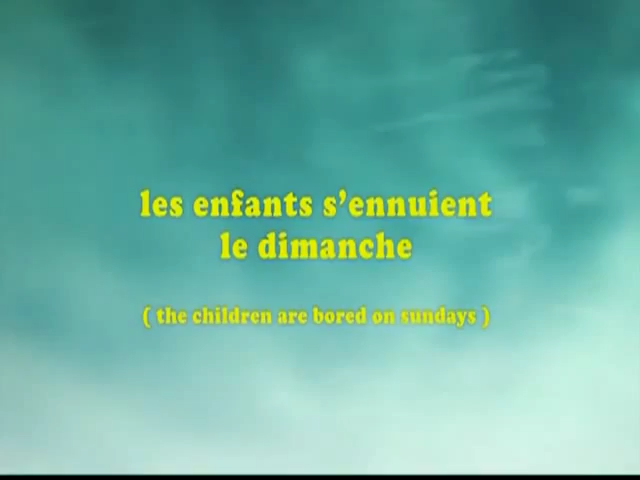 les enfants s'ennuient
le dimanche
( the children are bored on sundays )